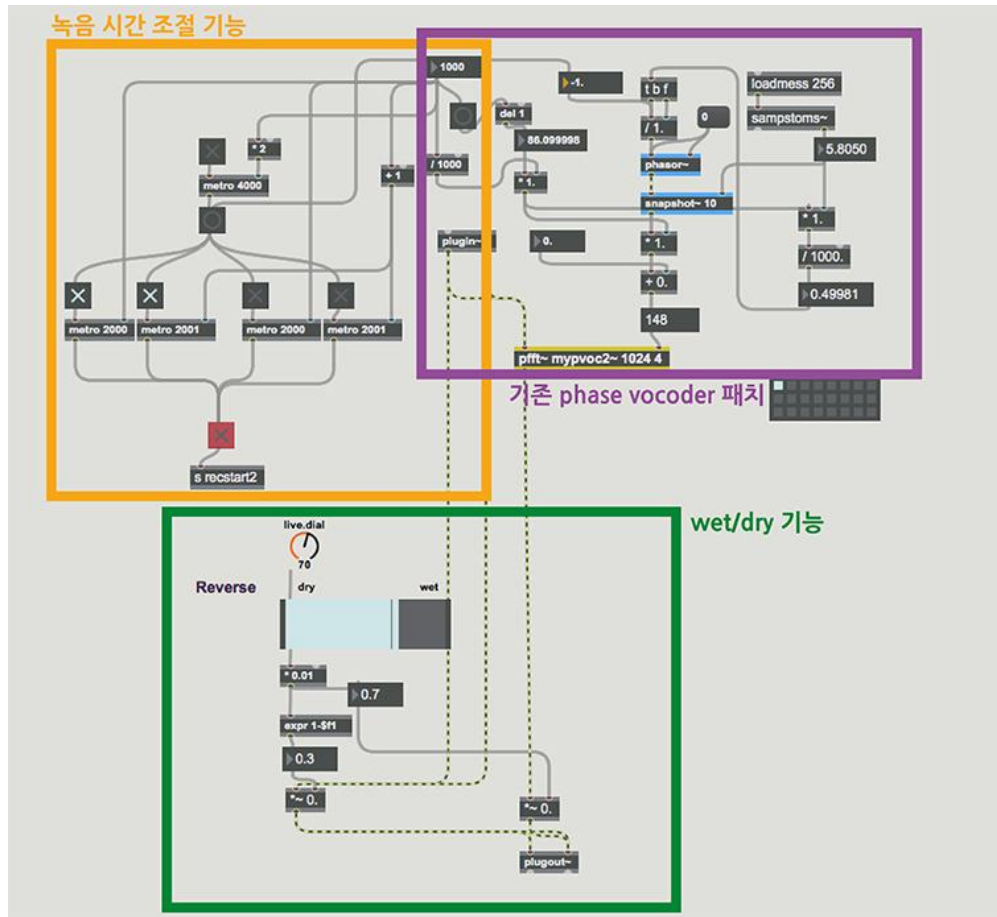 녹음 시간 조절 기능
1000
-1.
t b f
loadmess 256
del 1
0
sampstoms~
86.099998
/ 1.
5.8050
* 2
/ 1000
phasor~
metro 4000
+ 1
* 1.
snapshot~ 10
* 1.
plugin~
0.
* 1.
/ 1000.
+ 0.
0.49981
metro 2000
metro 2001
metro 2000
metro 2001
148
pfft~ mypvoc2~ 1024 4
기존 phase vocoder 패치
s recstart2
wet/dry 기능
live.dial
70
Reverse
dry
wet
* 0.01
0.7
expr 1-$f1
0.3
*~ 0.
*~ 0.
plugout~